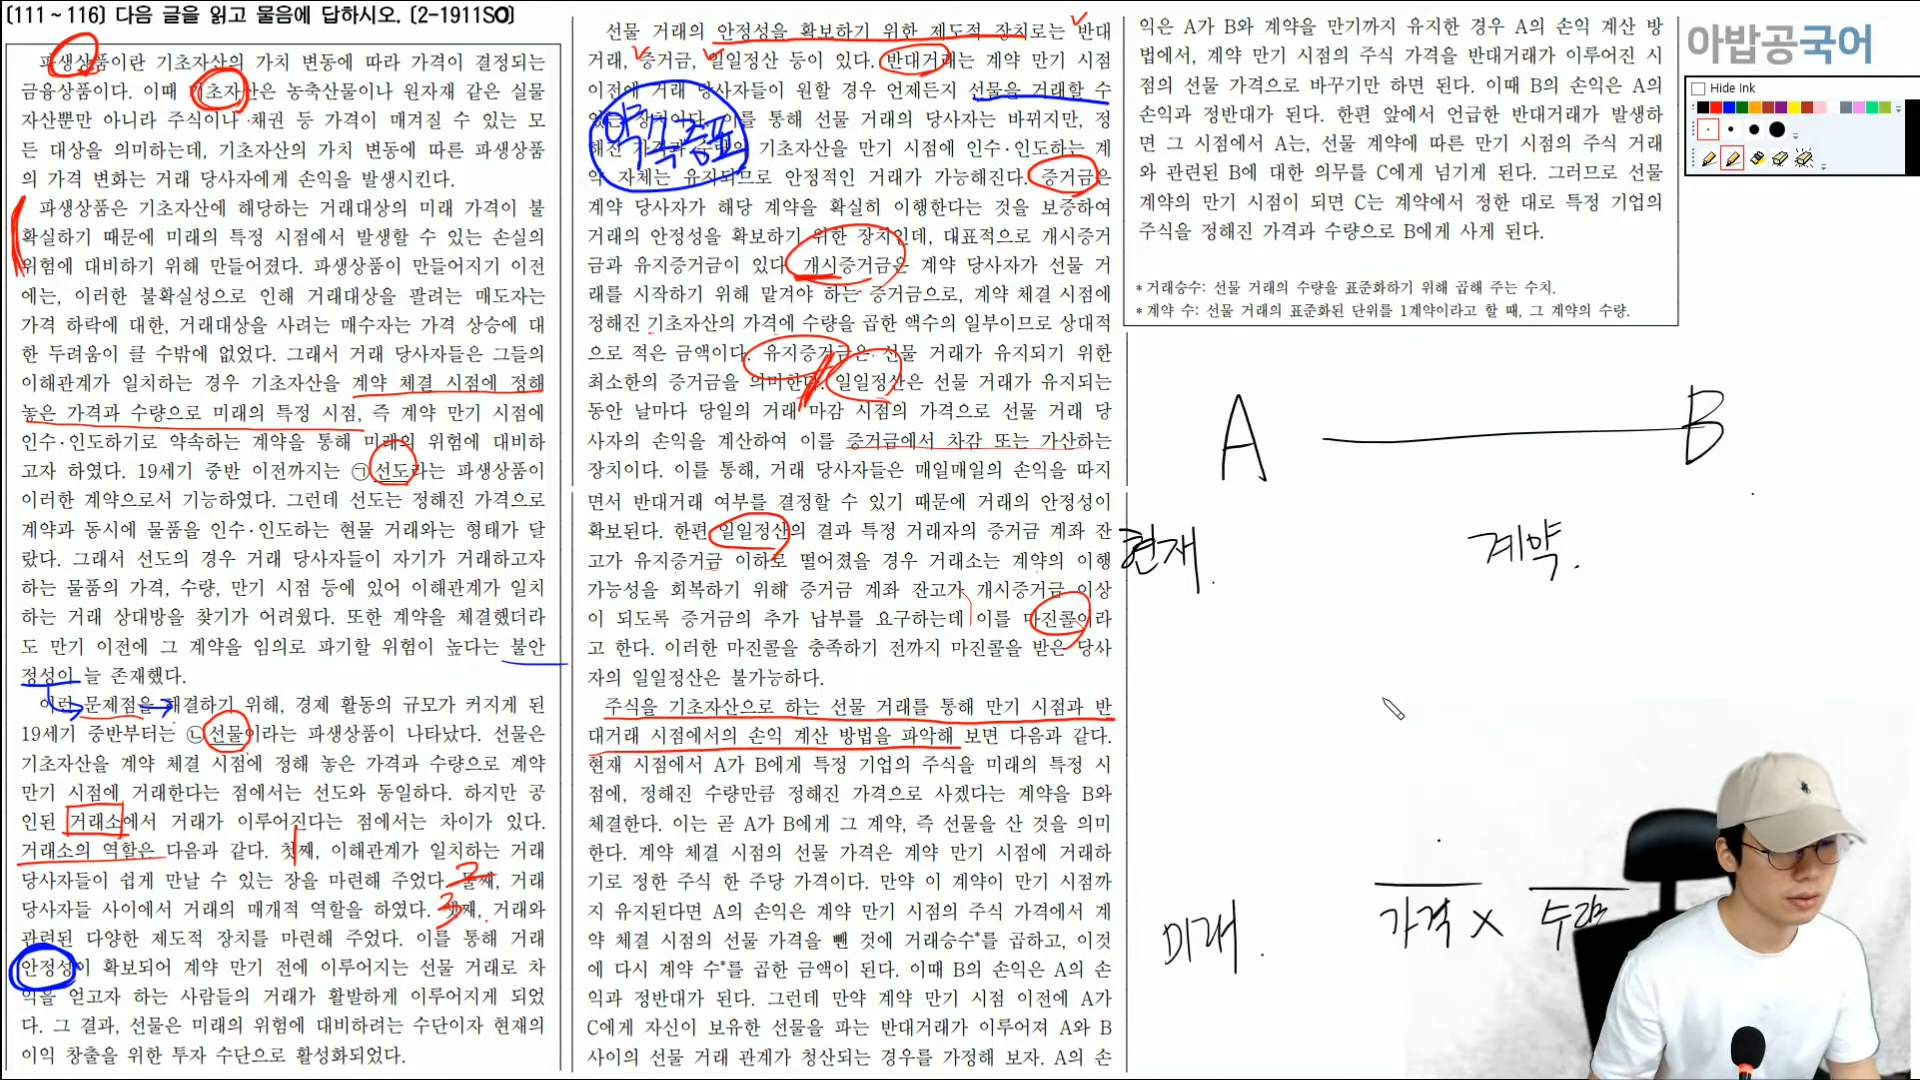 [111 ~ 116] 다음 글을 읽고 물음에 답하시오. [2-1911SO]
파생상품이란 기초자산의 가치 변동에 따라 가격이 결정되는
금융상품이다. 이때 기초자산은 농축산물이나 원자재 같은 실물
자산뿐만 아니라 주식이나 채권 등 가격이 매겨질 수 있는 모
든 대상을 의미하는데, 기초자산의 가치 변동에 따른 파생상품
의 가격 변화는 거래 당사자에게 손익을 발생시킨다.
파생상품은 기초자산에 해당하는 거래대상의 미래 가격이 불
확실하기 때문에 미래의 특정 시점에서 발생할 수 있는 손실의
위험에 대비하기 위해 만들어졌다. 파생상품이 만들어지기 이전
에는, 이러한 불확실성으로 인해 거래대상을 팔려는 매도자는
가격 하락에 대한, 거래대상을 사려는 매수자는 가격 상승에 대
한 두려움이 클 수밖에 없었다. 그래서 거래 당사자들은 그들의
이해관계가 일치하는 경우 기초자산을 계약 체결 시점에 정해
놓은 가격과 수량으로 미래의 특정 시점, 즉 계약 만기 시점에
인수·인도하기로 약속하는 계약을 통해 미래의 위험에 대비하
고자 하였다. 19세기 중반 이전까지는 ㉠선도라는 파생상품이
이러한 계약으로서 기능하였다. 그런데 선도는 정해진 가격으로
계약과 동시에 물품을 인수·인도하는 현물 거래와는 형태가 달
랐다. 그래서 선도의 경우 거래 당사자들이 자기가 거래하고자
하는 물품의 가격, 수량, 만기 시점 등에 있어 이해관계가 일치
하는 거래 상대방을 찾기가 어려웠다. 또한 계약을 체결했더라
도 만기 이전에 그 계약을 임의로 파기할 위험이 높다는 불안
정성이 늘 존재했다.
이런 문제점을 해결하기 위해, 경제 활동의 규모가 커지게 된
19세기 중반부터는 ㉡선물이라는 파생상품이 나타났다. 선물은
기초자산을 계약 체결 시점에 정해 놓은 가격과 수량으로 계약
만기 시점에 거래한다는 점에서는 선도와 동일하다. 하지만 공
인된 거래소에서 거래가 이루어진다는 점에서는 차이가 있다.
거래소의 역할은 다음과 같다. 첫째, 이해관계가 일치하는 거래
당사자들이 쉽게 만날 수 있는 장을 마련해 주었다. 둘째, 거래
당사자들 사이에서 거래의 매개적 역할을 하였다. 셋째, 거래와
관련된 다양한 제도적 장치를 마련해 주었다. 이를 통해 거래
안정성이 확보되어 계약 만기 전에 이루어지는 선물 거래로 차
익을 얻고자 하는 사람들의 거래가 활발하게 이루어지게 되었
다. 그 결과, 선물은 미래의 위험에 대비하려는 수단이자 현재의
이익 창출을 위한 투자 수단으로 활성화되었다.
1
2
3
선물 거래의 안정성을 확보하기 위한 제도적 장치로는 반대
거래, 증거금, 일일정산 등이 있다. 반대거래는 계약 만기 시점
이전에 거래 당사자들이 원할 경우 언제든지 선물을 거래할 수
있는 장치이다. 이를 통해 선물 거래의 당사자는 바뀌지만, 정
해진 가격과 수량의 기초자산을 만기 시점에 인수·인도하는 계
약 자체는 유지되므로 안정적인 거래가 가능해진다. 증거금은
계약 당사자가 해당 계약을 확실히 이행한다는 것을 보증하여
거래의 안정성을 확보하기 위한 장치인데, 대표적으로 개시증거
금과 유지증거금이 있다. 개시증거금은 계약 당사자가 선물 거
래를 시작하기 위해 맡겨야 하는 증거금으로, 계약 체결 시점에
정해진 기초자산의 가격에 수량을 곱한 액수의 일부이므로 상대적
으로 적은 금액이다. 유지증거금은 선물 거래가 유지되기 위한
최소한의 증거금을 의미한다. 일일정산은 선물 거래가 유지되는
동안 날마다 당일의 거래 마감 시점의 가격으로 선물 거래 당
사자의 손익을 계산하여 이를 증거금에서 차감 또는 가산하는
장치이다. 이를 통해, 거래 당사자들은 매일매일의 손익을 따지
면서 반대거래 여부를 결정할 수 있기 때문에 거래의 안정성이
확보된다. 한편 일일정산의 결과 특정 거래자의 증거금 계좌 잔
고가 유지증거금 이하로 떨어졌을 경우 거래소는 계약의 이행
가능성을 회복하기 위해 증거금 계좌 잔고가 개시증거금 이상
이 되도록 증거금의 추가 납부를 요구하는데 이를 마진콜이라
고 한다. 이러한 마진콜을 충족하기 전까지 마진콜을 받은 당사
자의 일일정산은 불가능하다.
주식을 기초자산으로 하는 선물 거래를 통해 만기 시점과 반
대거래 시점에서의 손익 계산 방법을 파악해 보면 다음과 같다.
현재 시점에서 A가 B에게 특정 기업의 주식을 미래의 특정 시
점에, 정해진 수량만큼 정해진 가격으로 사겠다는 계약을 B와
체결한다. 이는 곧 A가 B에게 그 계약, 즉 선물을 산 것을 의미
한다. 계약 체결 시점의 선물 가격은 계약 만기 시점에 거래하
기로 정한 주식 한 주당 가격이다. 만약 이 계약이 만기 시점까
지 유지된다면 A의 손익은 계약 만기 시점의 주식 가격에서 계
약 체결 시점의 선물 가격을 뺀 것에 거래승수*를 곱하고, 이것
에 다시 계약 수*를 곱한 금액이 된다. 이때 B의 손익은 A의 손
익과 정반대가 된다. 그런데 만약 계약 만기 시점 이전에 A가
C에게 자신이 보유한 선물을 파는 반대거래가 이루어져 A와 B
사이의 선물 거래 관계가 청산되는 경우를 가정해 보자. A의 손
익은 A가 B와 계약을 만기까지 유지한 경우 A의 손익 계산 방
법에서, 계약 만기 시점의 주식 가격을 반대거래가 이루어진 시
점의 선물 가격으로 바꾸기만 하면 된다. 이때 B의 손익은 A의
손익과 정반대가 된다. 한편 앞에서 언급한 반대거래가 발생하
면 그 시점에서 A는, 선물 계약에 따른 만기 시점의 주식 거래
와 관련된 B에 대한 의무를 C에게 넘기게 된다. 그러므로 선물
계약의 만기 시점이 되면 C는 계약에서 정한 대로 특정 기업의
주식을 정해진 가격과 수량으로 B에게 사게 된다.
* 거래승수: 선물 거래의 수량을 표준화하기 위해 곱해 주는 수치.
* 계약 수: 선물 거래의 표준화된 단위를 1계약이라고 할 때, 그 계약의 수량.
아밥공국어
Hide Ink
A B
현재. 계약.
미래. 가격 × 수량